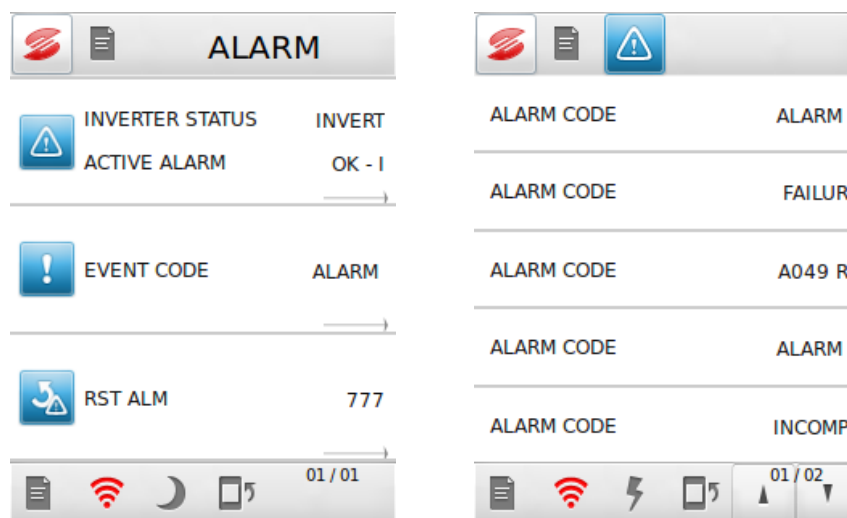 ALARM
INVERTER STATUS INVERT
ACTIVE ALARM OK - I
EVENT CODE ALARM
RST ALM 777
01 / 01
ALARM CODE ALARM
ALARM CODE FAILUR
ALARM CODE A049 R
ALARM CODE ALARM
ALARM CODE INCOMP
01 / 02